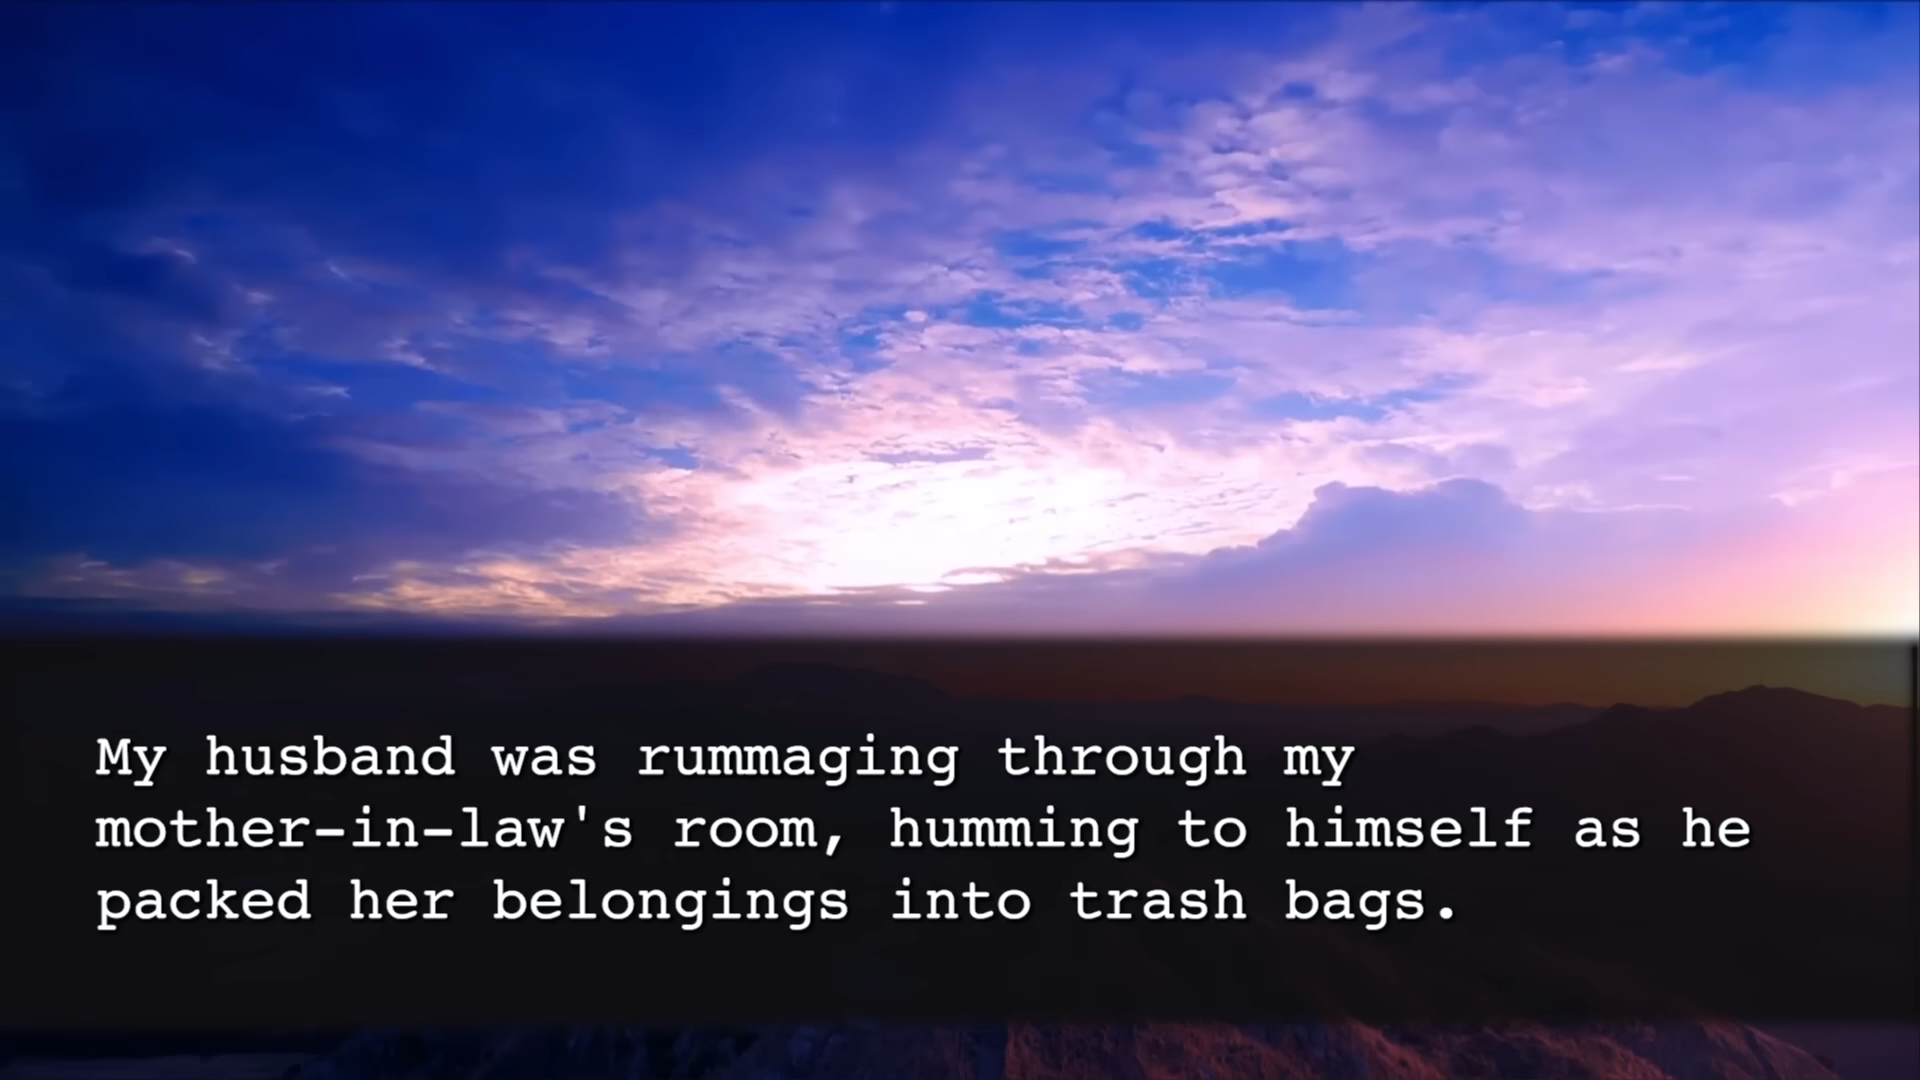 My husband was rummaging through my
mother-in-law's room, humming to himself as he
packed her belongings into trash bags.